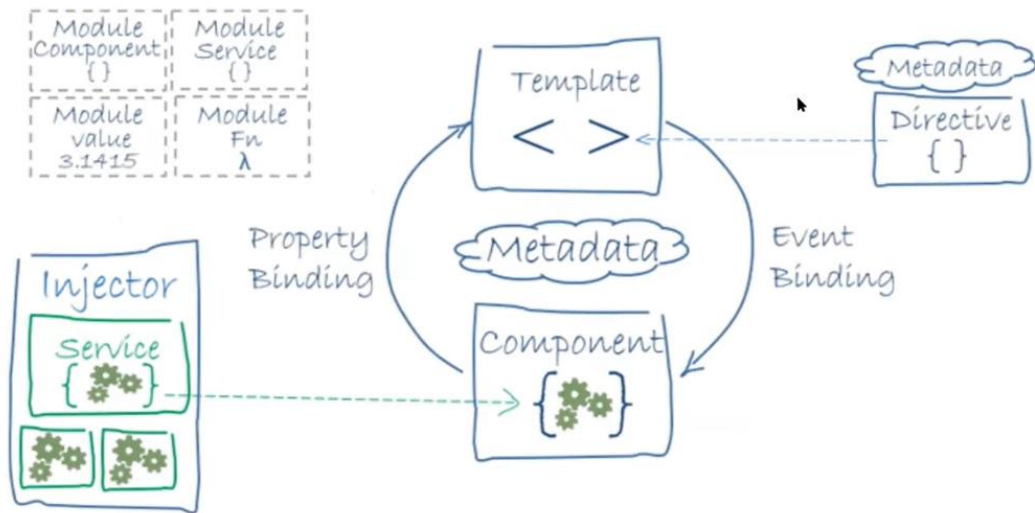 Module
Component
{ }
Module
Service
{ }
Module
value
3.1415
Module
Fn
λ
Template
< >
Metadata
Directive
{ }
Property
Binding
Metadata
Event
Binding
Injector
Service
{ }
Component
{ }